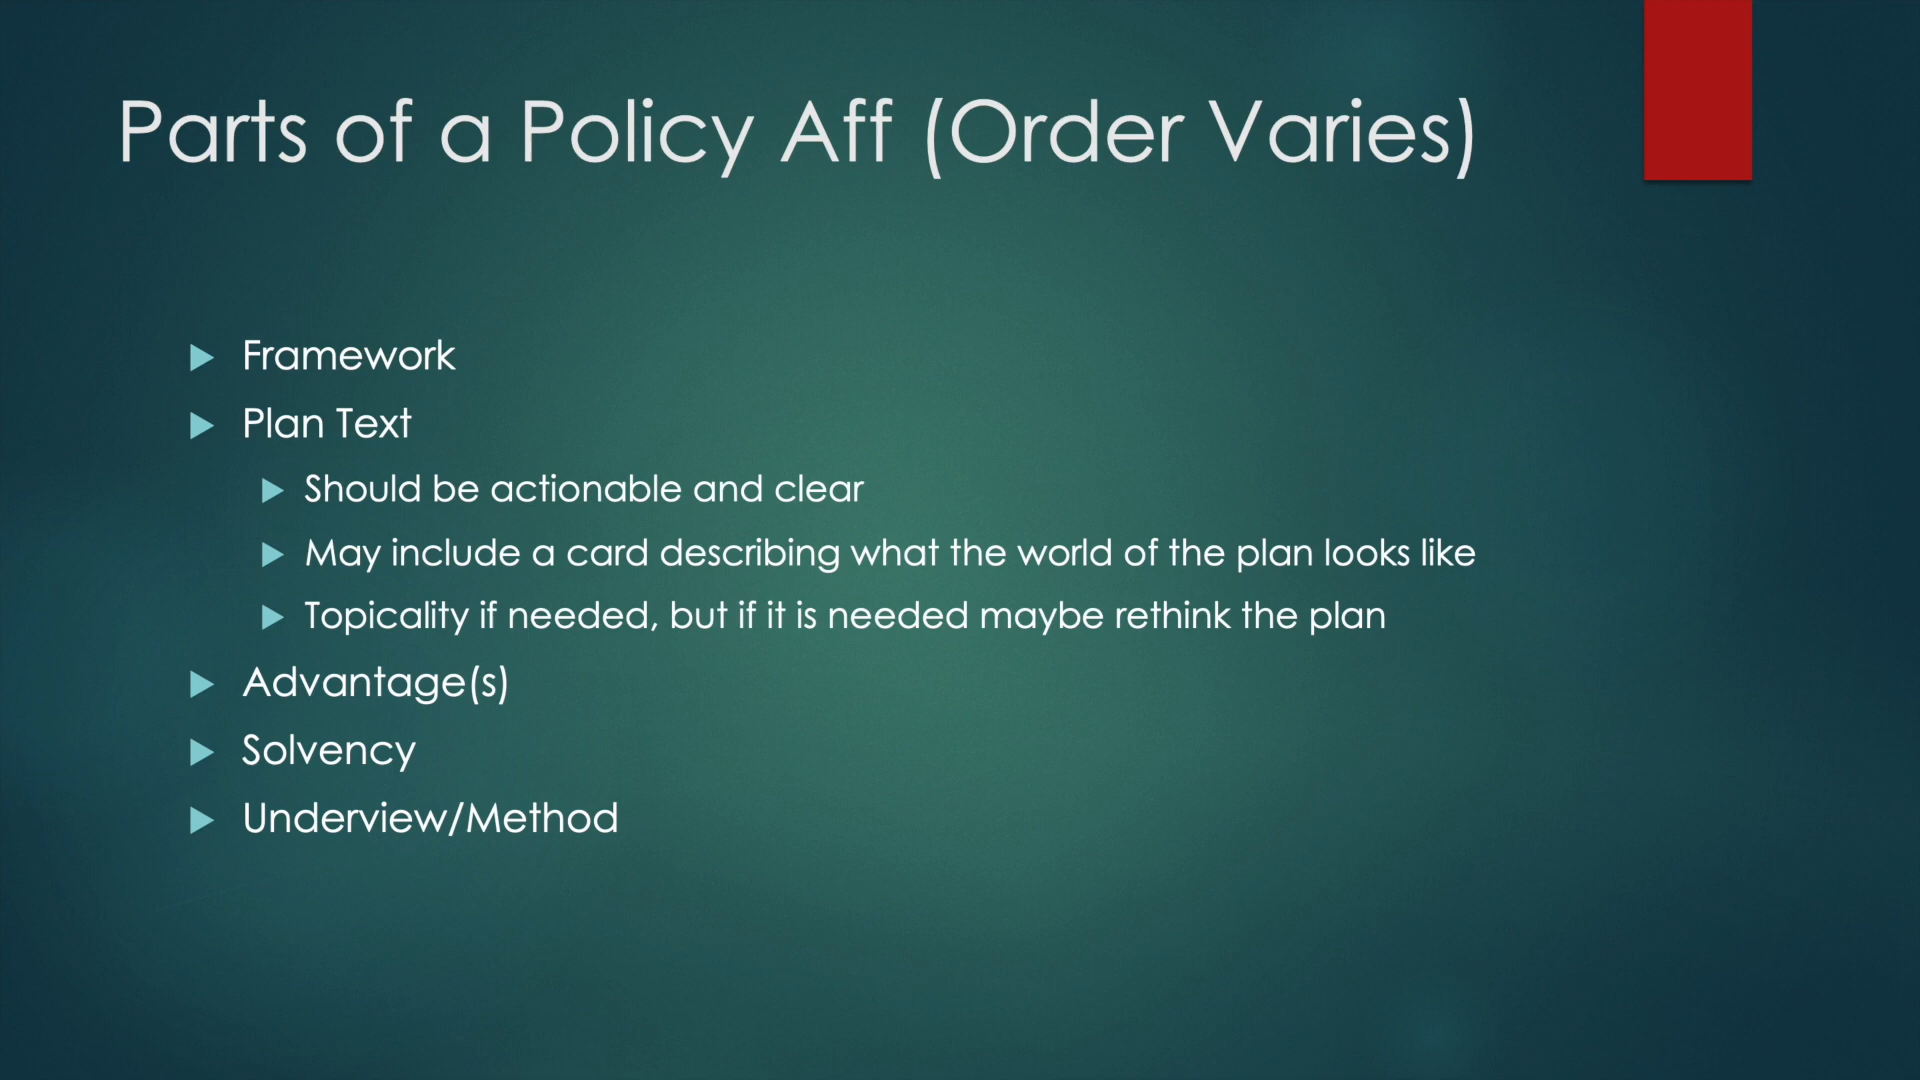 Parts of a Policy Aff (Order Varies)
Framework
Plan Text
Should be actionable and clear
May include a card describing what the world of the plan looks like
Topicality if needed, but if it is needed maybe rethink the plan
Advantage(s)
Solvency
Underview/Method